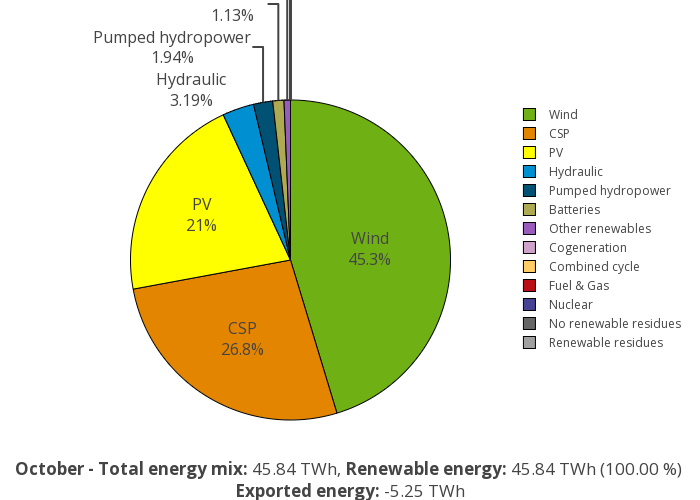 1.13%
Pumped hydropower
1.94%
Hydraulic
3.19%
PV
21%
Wind
45.3%
CSP
26.8%
Wind
CSP
PV
Hydraulic
Pumped hydropower
Batteries
Other renewables
Cogeneration
Combined cycle
Fuel & Gas
Nuclear
No renewable residues
Renewable residues
October - Total energy mix: 45.84 TWh, Renewable energy: 45.84 TWh (100.00 %)
Exported energy: -5.25 TWh